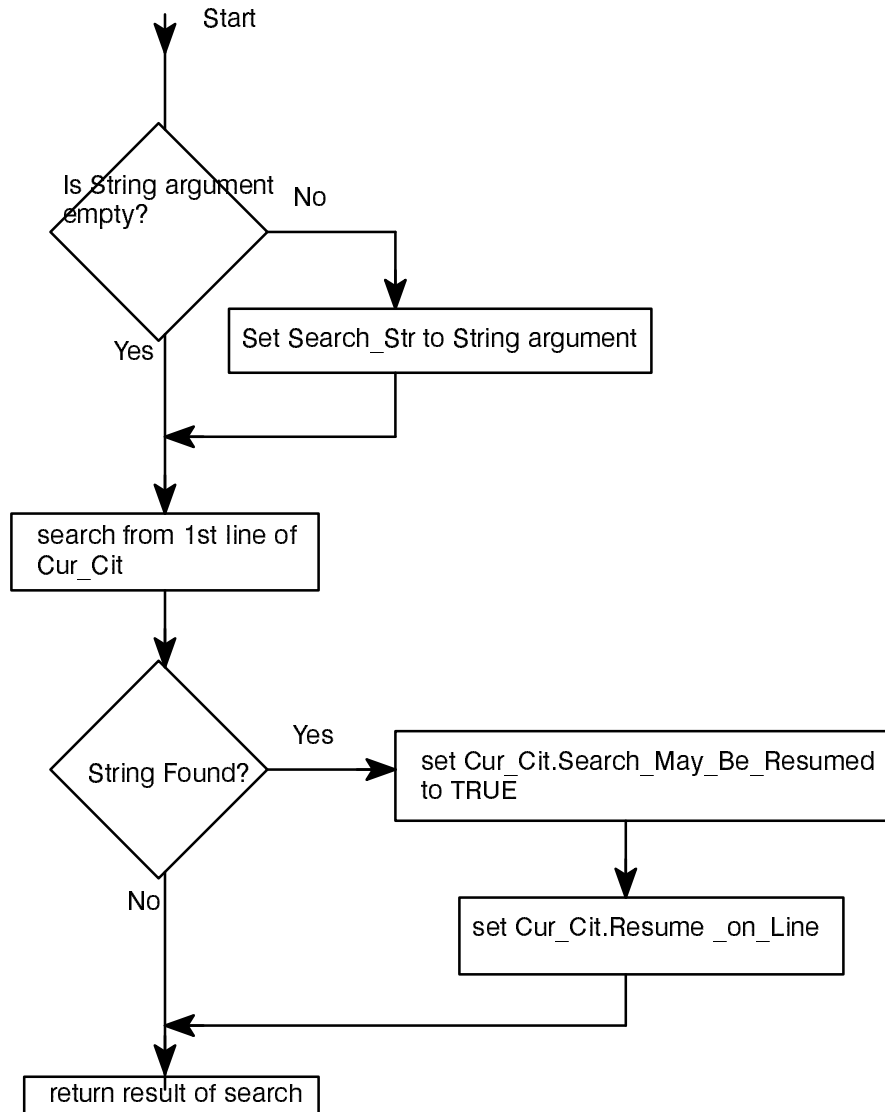 Start
Is String argument
empty?
No
Set Search_Str to String argument
Yes
search from 1st line of
Cur_Cit
Yes
set Cur_Cit.Search_May_Be_Resumed
to TRUE
String Found?
No
set Cur_Cit.Resume _on_Line
return result of search